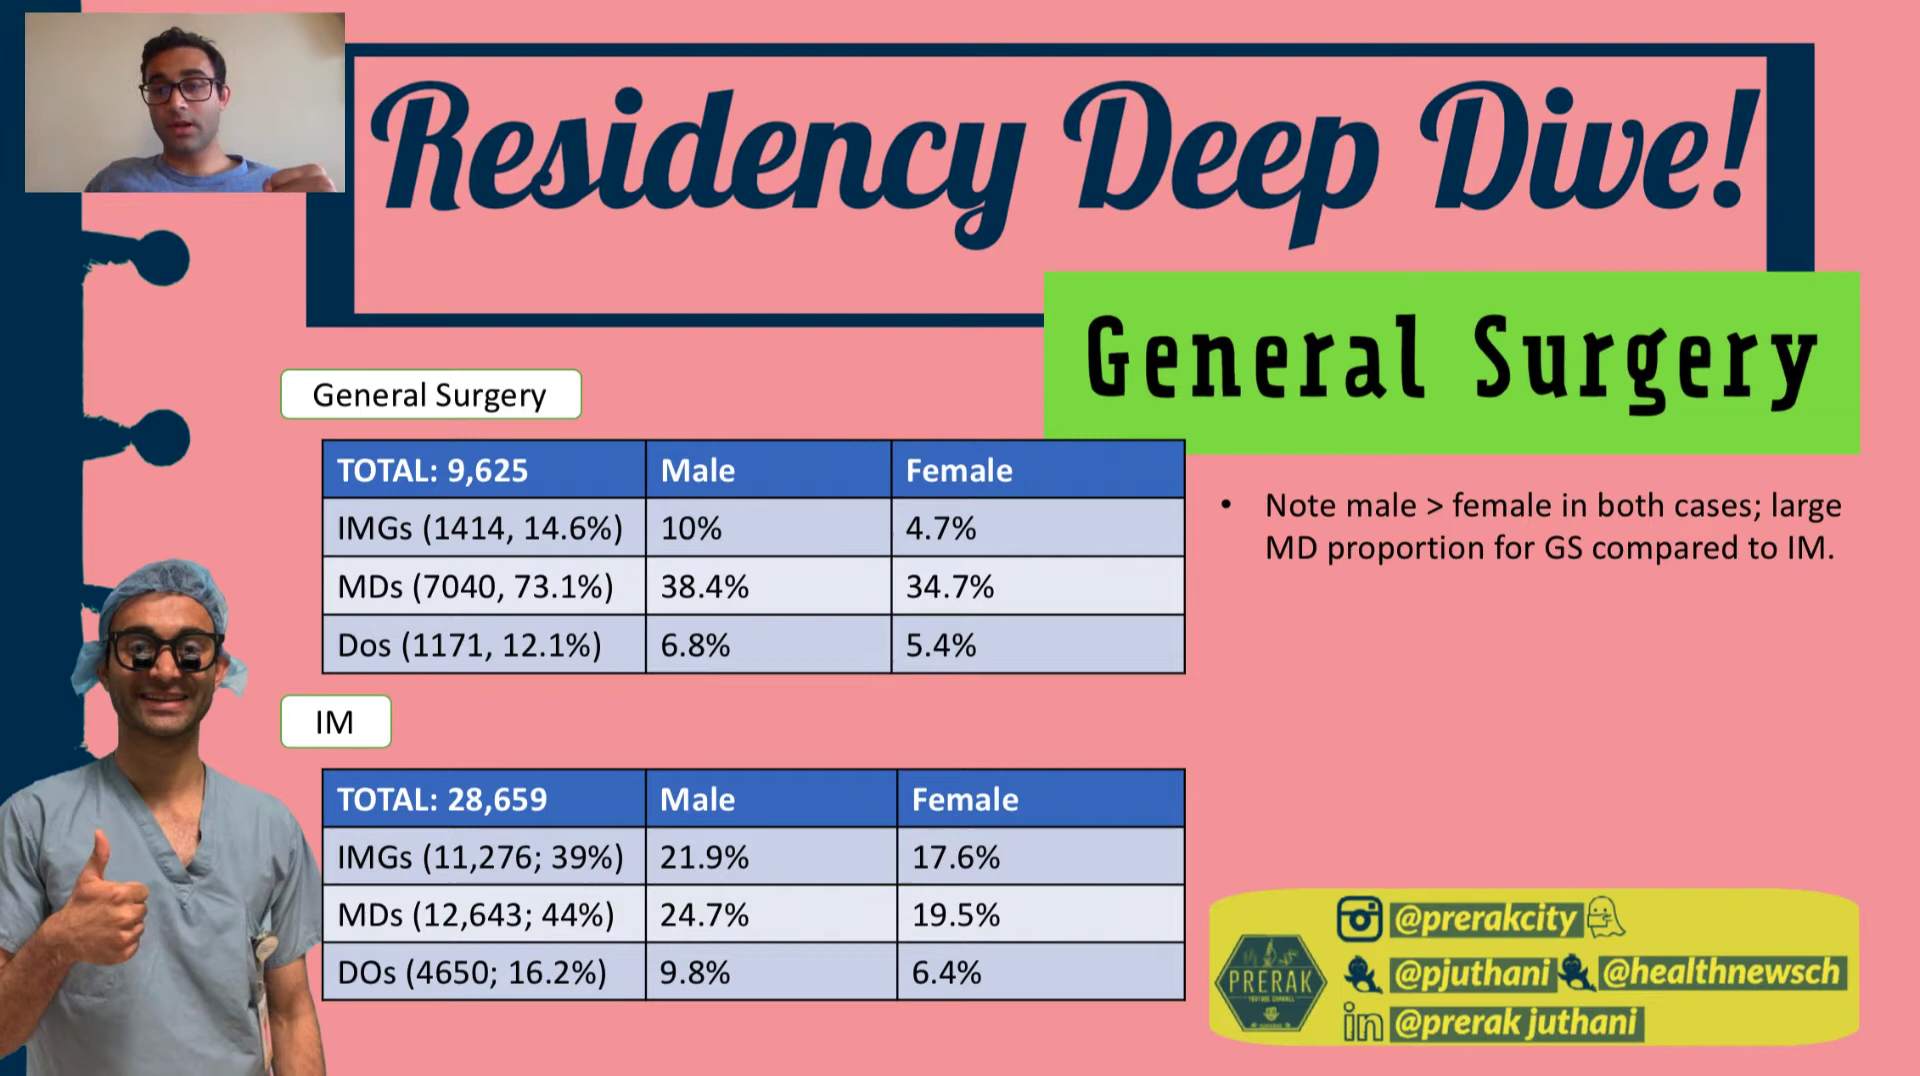 Residency Deep Dive!
General Surgery
General Surgery
TOTAL: 9,625 Male Female
IMGs (1414, 14.6%) 10% 4.7%
MDs (7040, 73.1%) 38.4% 34.7%
Dos (1171, 12.1%) 6.8% 5.4%
• Note male > female in both cases; large
MD proportion for GS compared to IM.
IM
TOTAL: 28,659 Male Female
IMGs (11,276; 39%) 21.9% 17.6%
MDs (12,643; 44%) 24.7% 19.5%
DOs (4650; 16.2%) 9.8% 6.4%
@prerakcity
@pjuthani @healthnewsch
in @prerak juthani
PRERAK
YOUTUBE CHANNEL